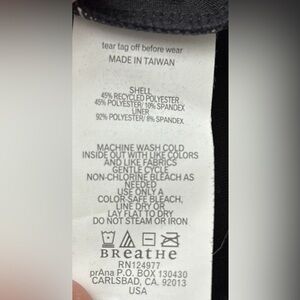 tear tag off before wear
MADE IN TAIWAN
SHELL
45% RECYCLED POLYESTER
45% POLYESTER/ 10% SPANDEX
LINER
92% POLYESTER/ 8% SPANDEX
MACHINE WASH COLD
INSIDE OUT WITH LIKE COLORS
AND LIKE FABRICS
GENTLE CYCLE
NON-CHLORINE BLEACH AS
NEEDED
USE ONLY A
COLOR-SAFE BLEACH,
LINE DRY OR
LAY FLAT TO DRY
DO NOT STEAM OR IRON
BREATHE
RN124977
prAna P.O. BOX 130430
CARLSBAD, CA. 92013
USA